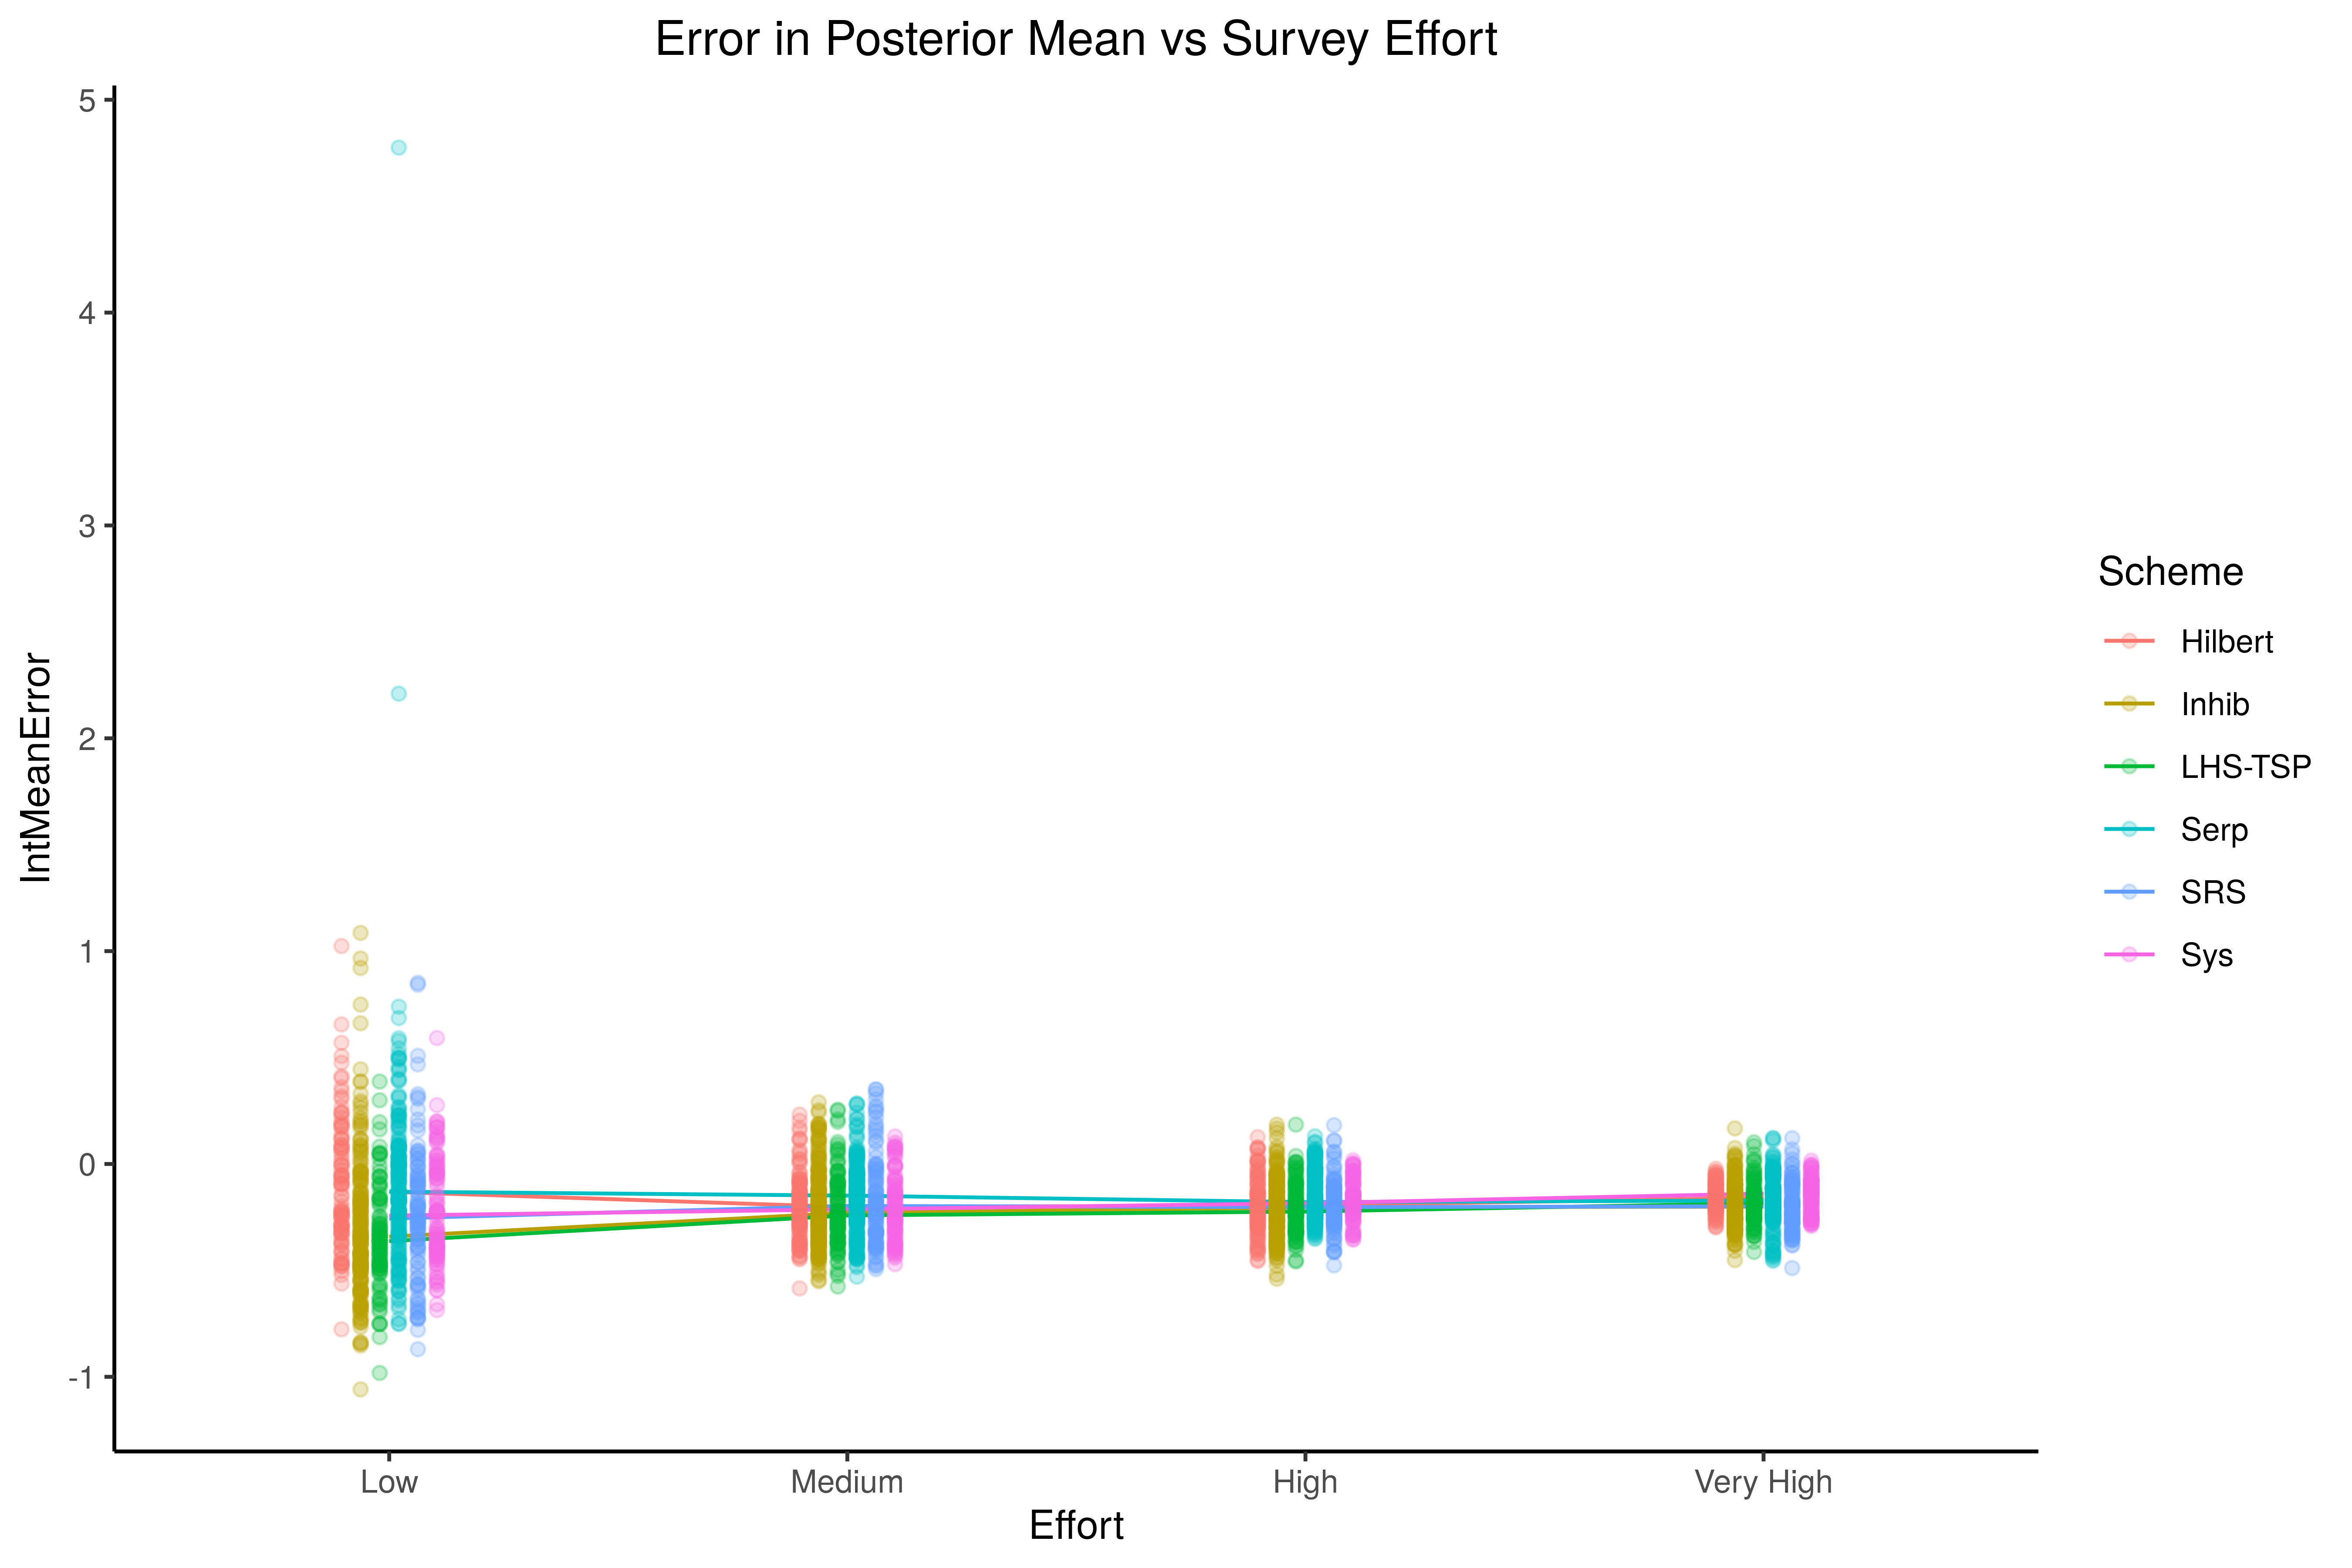 Error in Posterior Mean vs Survey Effort
5
4
3
2
1
0
-1
IntMeanError
Low
Medium
High
Very High
Effort
Scheme
Hilbert
Inhib
LHS-TSP
Serp
SRS
Sys